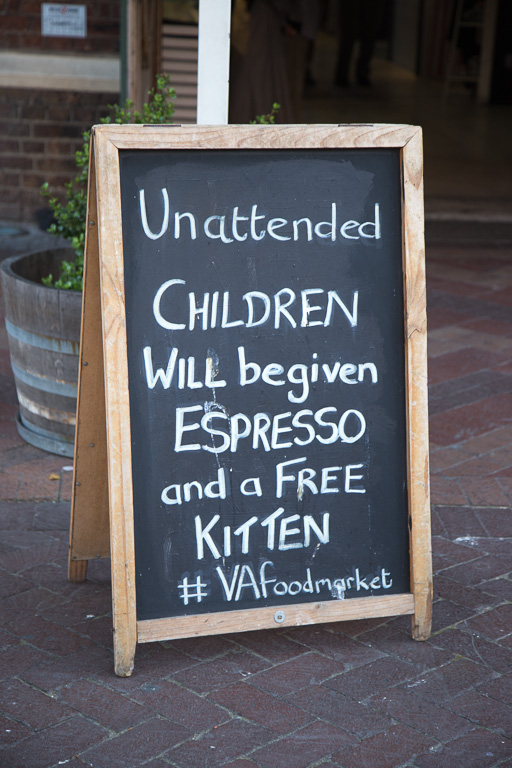 Unattended
CHILDREN
WILL begiven
ESPRESSO
and a FREE
KITTEN
# VAfoodmarket